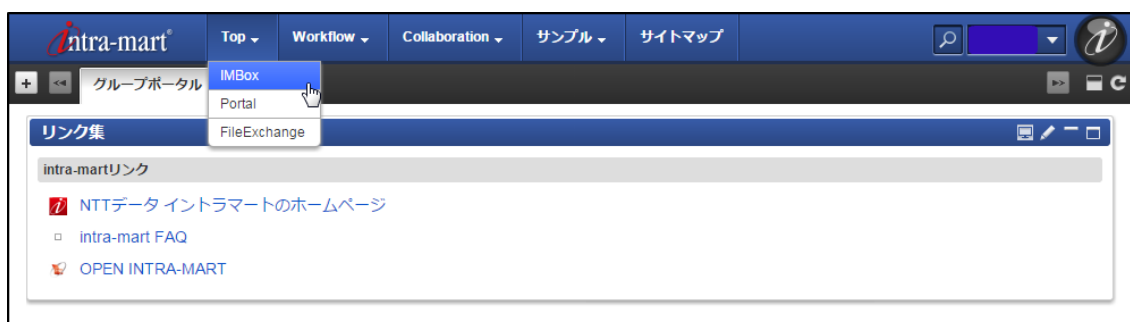 intra-mart® Top Workflow Collaboration サンプル サイトマップ
グループポータル
IMBox
Portal
FileExchange
リンク集
intra-martリンク
NTTデータ イントラマートのホームページ
intra-mart FAQ
OPEN INTRA-MART